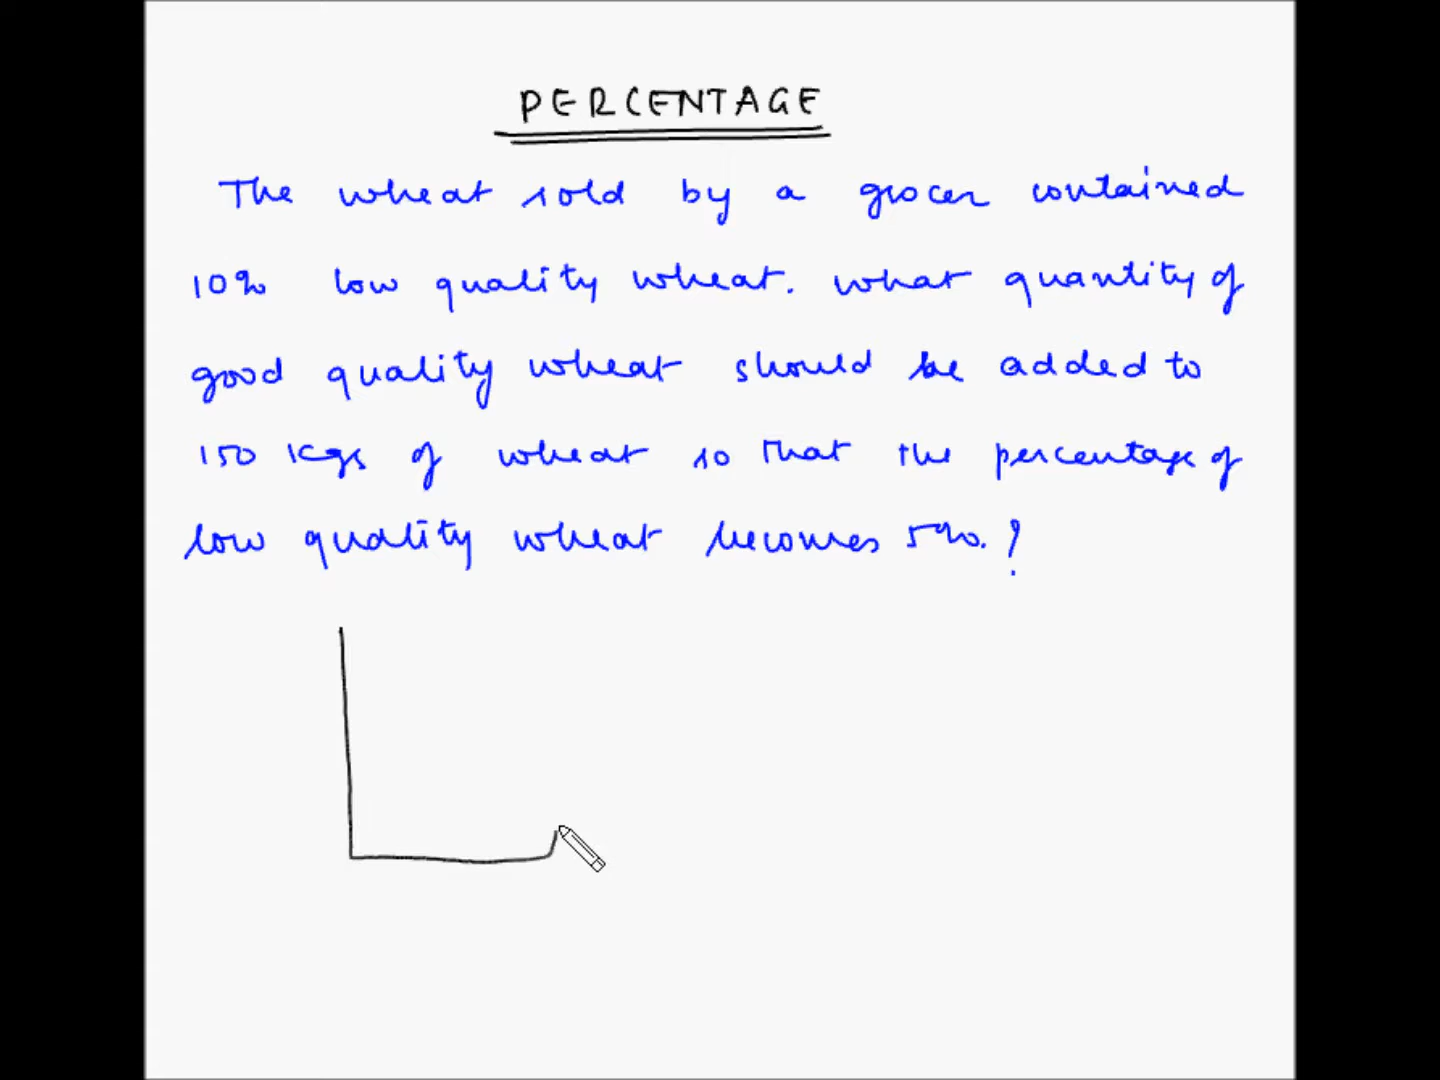 PERCENTAGE
The wheat sold by a grocer contained
10% low quality wheat. what quantity of
good quality wheat should be added to
150 kgs of wheat so that the percentage of
low quality wheat becomes 5%.?